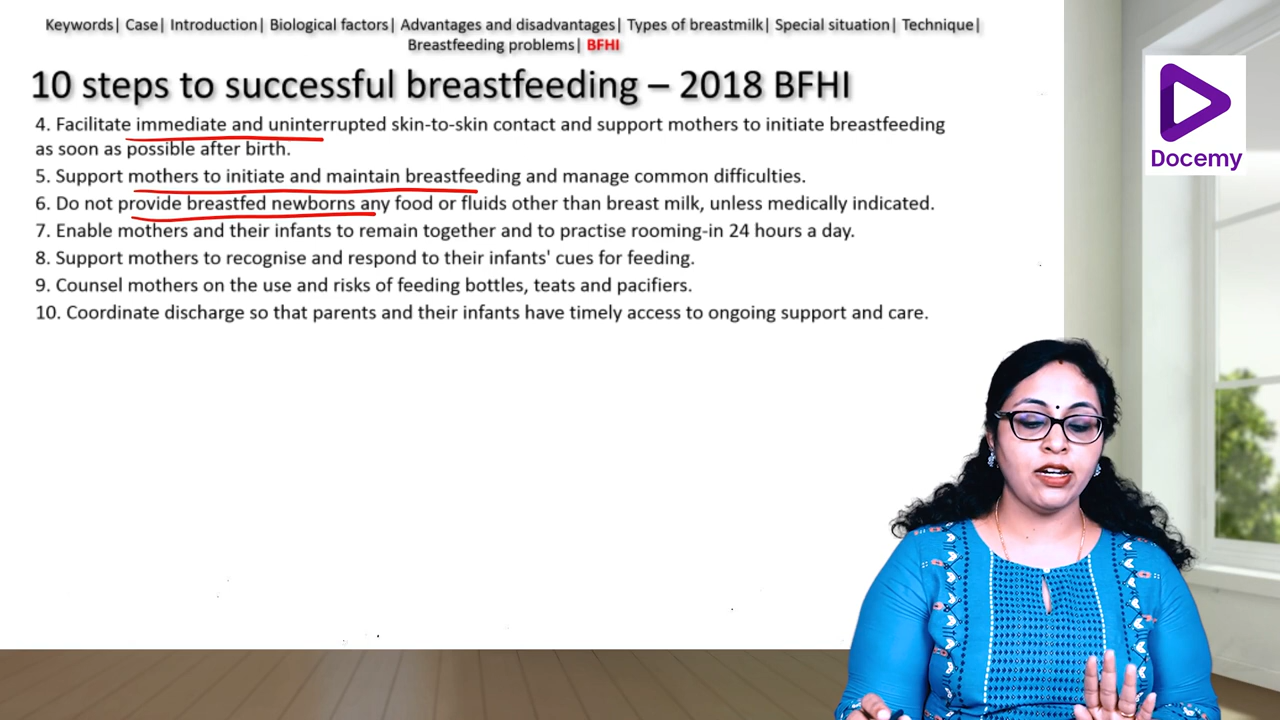 Keywords| Case| Introduction| Biological factors| Advantages and disadvantages| Types of breastmilk| Special situation| Technique|
Breastfeeding problems| BFHI
10 steps to successful breastfeeding – 2018 BFHI
4. Facilitate immediate and uninterrupted skin-to-skin contact and support mothers to initiate breastfeeding
as soon as possible after birth.
5. Support mothers to initiate and maintain breastfeeding and manage common difficulties.
6. Do not provide breastfed newborns any food or fluids other than breast milk, unless medically indicated.
7. Enable mothers and their infants to remain together and to practise rooming-in 24 hours a day.
8. Support mothers to recognise and respond to their infants' cues for feeding.
9. Counsel mothers on the use and risks of feeding bottles, teats and pacifiers.
10. Coordinate discharge so that parents and their infants have timely access to ongoing support and care.
Docemy